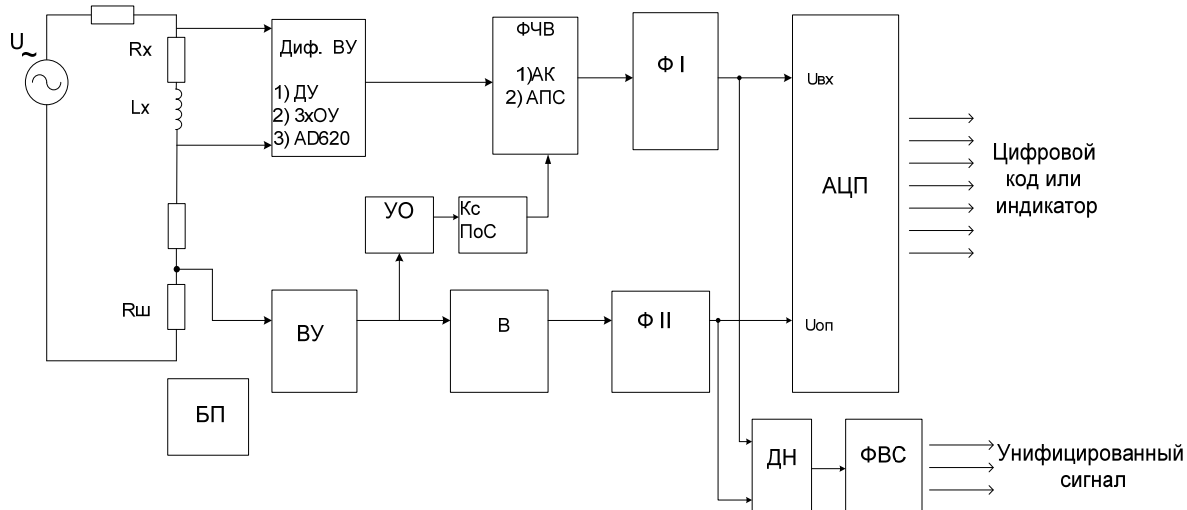 U
~
Rx
Lx
Rш
Диф. ВУ
1) ДУ
2) 3хОУ
3) AD620
ФЧВ
1)АК
2) АПС
Ф I
Uвх
АЦП
Цифровой
код или
индикатор
УО
Кс
ПоС
ВУ
В
Ф II
Uоп
БП
ДН
ФВС
Унифицированный
сигнал